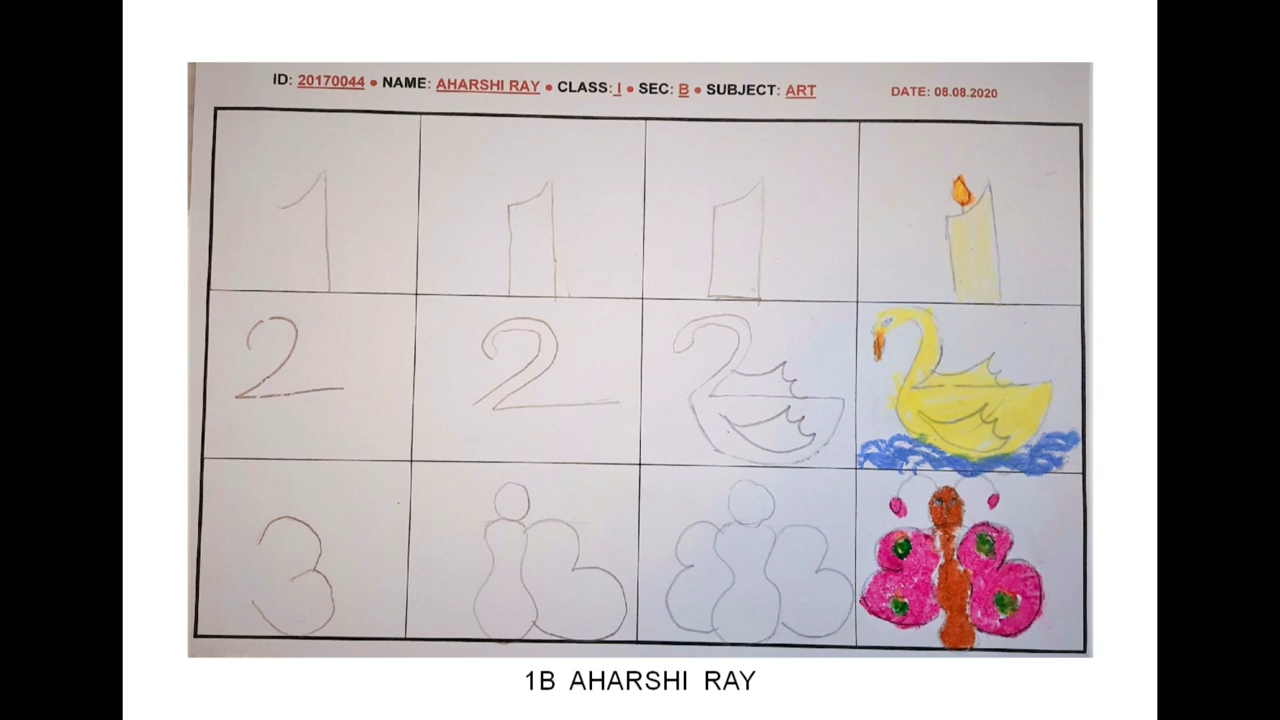 ID: 20170044 • NAME: AHARSHI RAY • CLASS: I • SEC: B • SUBJECT: ART DATE: 08.08.2020
1 1 1
2 2 2
3
1B AHARSHI RAY